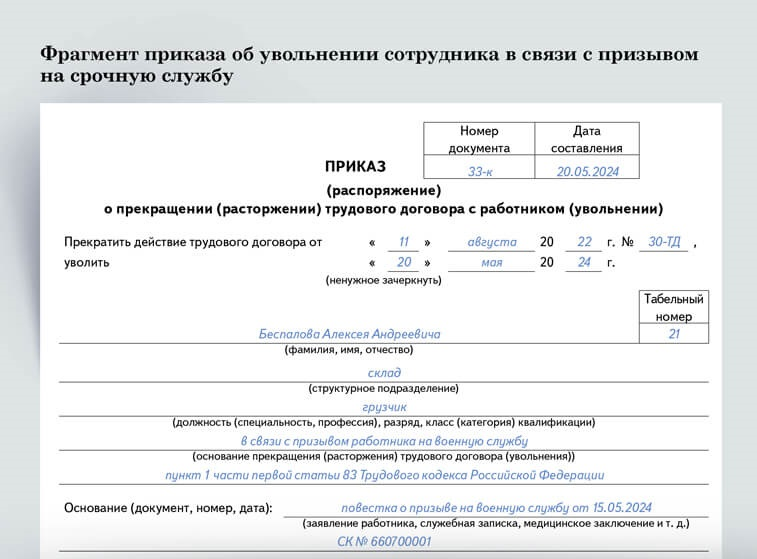 Фрагмент приказа об увольнении сотрудника в связи с призывом
на срочную службу
Номер
документа
Дата
составления
33-к
20.05.2024
ПРИКАЗ
(распоряжение)
о прекращении (расторжении) трудового договора с работником (увольнении)
Прекратить действие трудового договора от « 11 » августа 20 22 г. № 30-ТД ,
уволить « 20 » мая 20 24 г.
(ненужное зачеркнуть)
Табельный
номер
Беспалова Алексея Андреевича 21
(фамилия, имя, отчество)
склад
(структурное подразделение)
грузчик
(должность (специальность, профессия), разряд, класс (категория) квалификации)
в связи с призывом работника на военную службу
(основание прекращения (расторжения) трудового договора (увольнения))
пункт 1 части первой статьи 83 Трудового кодекса Российской Федерации
Основание (документ, номер, дата): повестка о призыве на военную службу от 15.05.2024
(заявление работника, служебная записка, медицинское заключение и т. д.)
СК № 660700001